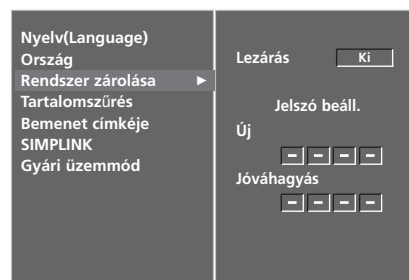 Nyelv(Language)
Ország
Rendszer zárolása ►
Tartalomszűrés
Bemenet címkéje
SIMPLINK
Gyári üzemmód
Lezárás Ki
Jelszó beáll.
Új
– – – –
Jóváhagyás
– – – –